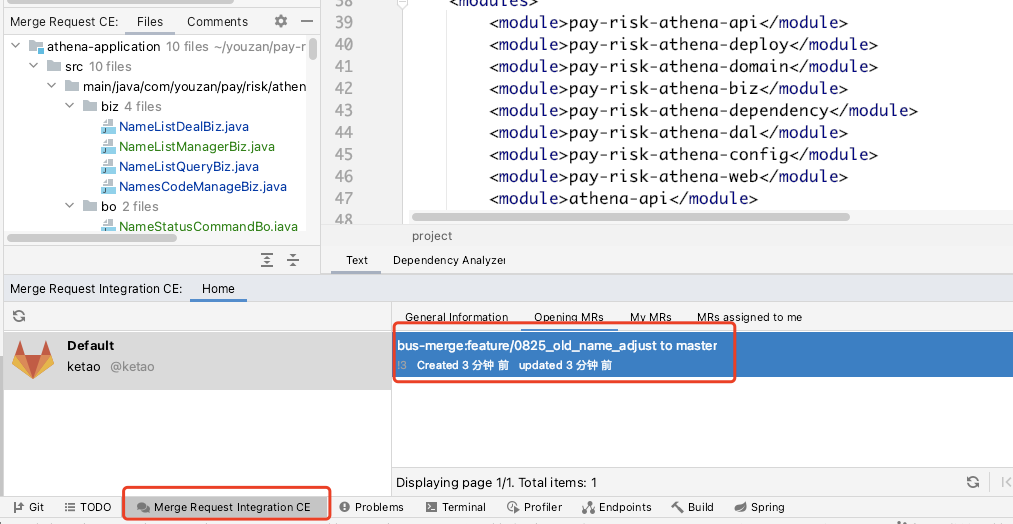 Merge Request CE: Files Comments
athena-application 10 files ~/youzan/pay-r
src 10 files
main/java/com/youzan/pay/risk/athen
biz 4 files
NameListDealBiz.java
NameListManagerBiz.java
NameListQueryBiz.java
NamesCodeManageBiz.java
bo 2 files
NameStatusCommandBo.java
38 <modules>
39 <module>pay-risk-athena-api</module>
40 <module>pay-risk-athena-deploy</module>
41 <module>pay-risk-athena-domain</module>
42 <module>pay-risk-athena-biz</module>
43 <module>pay-risk-athena-dependency</module>
44 <module>pay-risk-athena-dal</module>
45 <module>pay-risk-athena-config</module>
46 <module>pay-risk-athena-web</module>
47 <module>athena-api</module>
48
project
Text Dependency Analyzer
Merge Request Integration CE: Home
General Information Opening MRs My MRs MRs assigned to me
Default
ketao @ketao
bus-merge:feature/0825_old_name_adjust to master
13 Created 3 分钟 前 updated 3 分钟 前
Displaying page 1/1. Total items: 1
Git TODO Merge Request Integration CE Problems Terminal Profiler Endpoints Build Spring